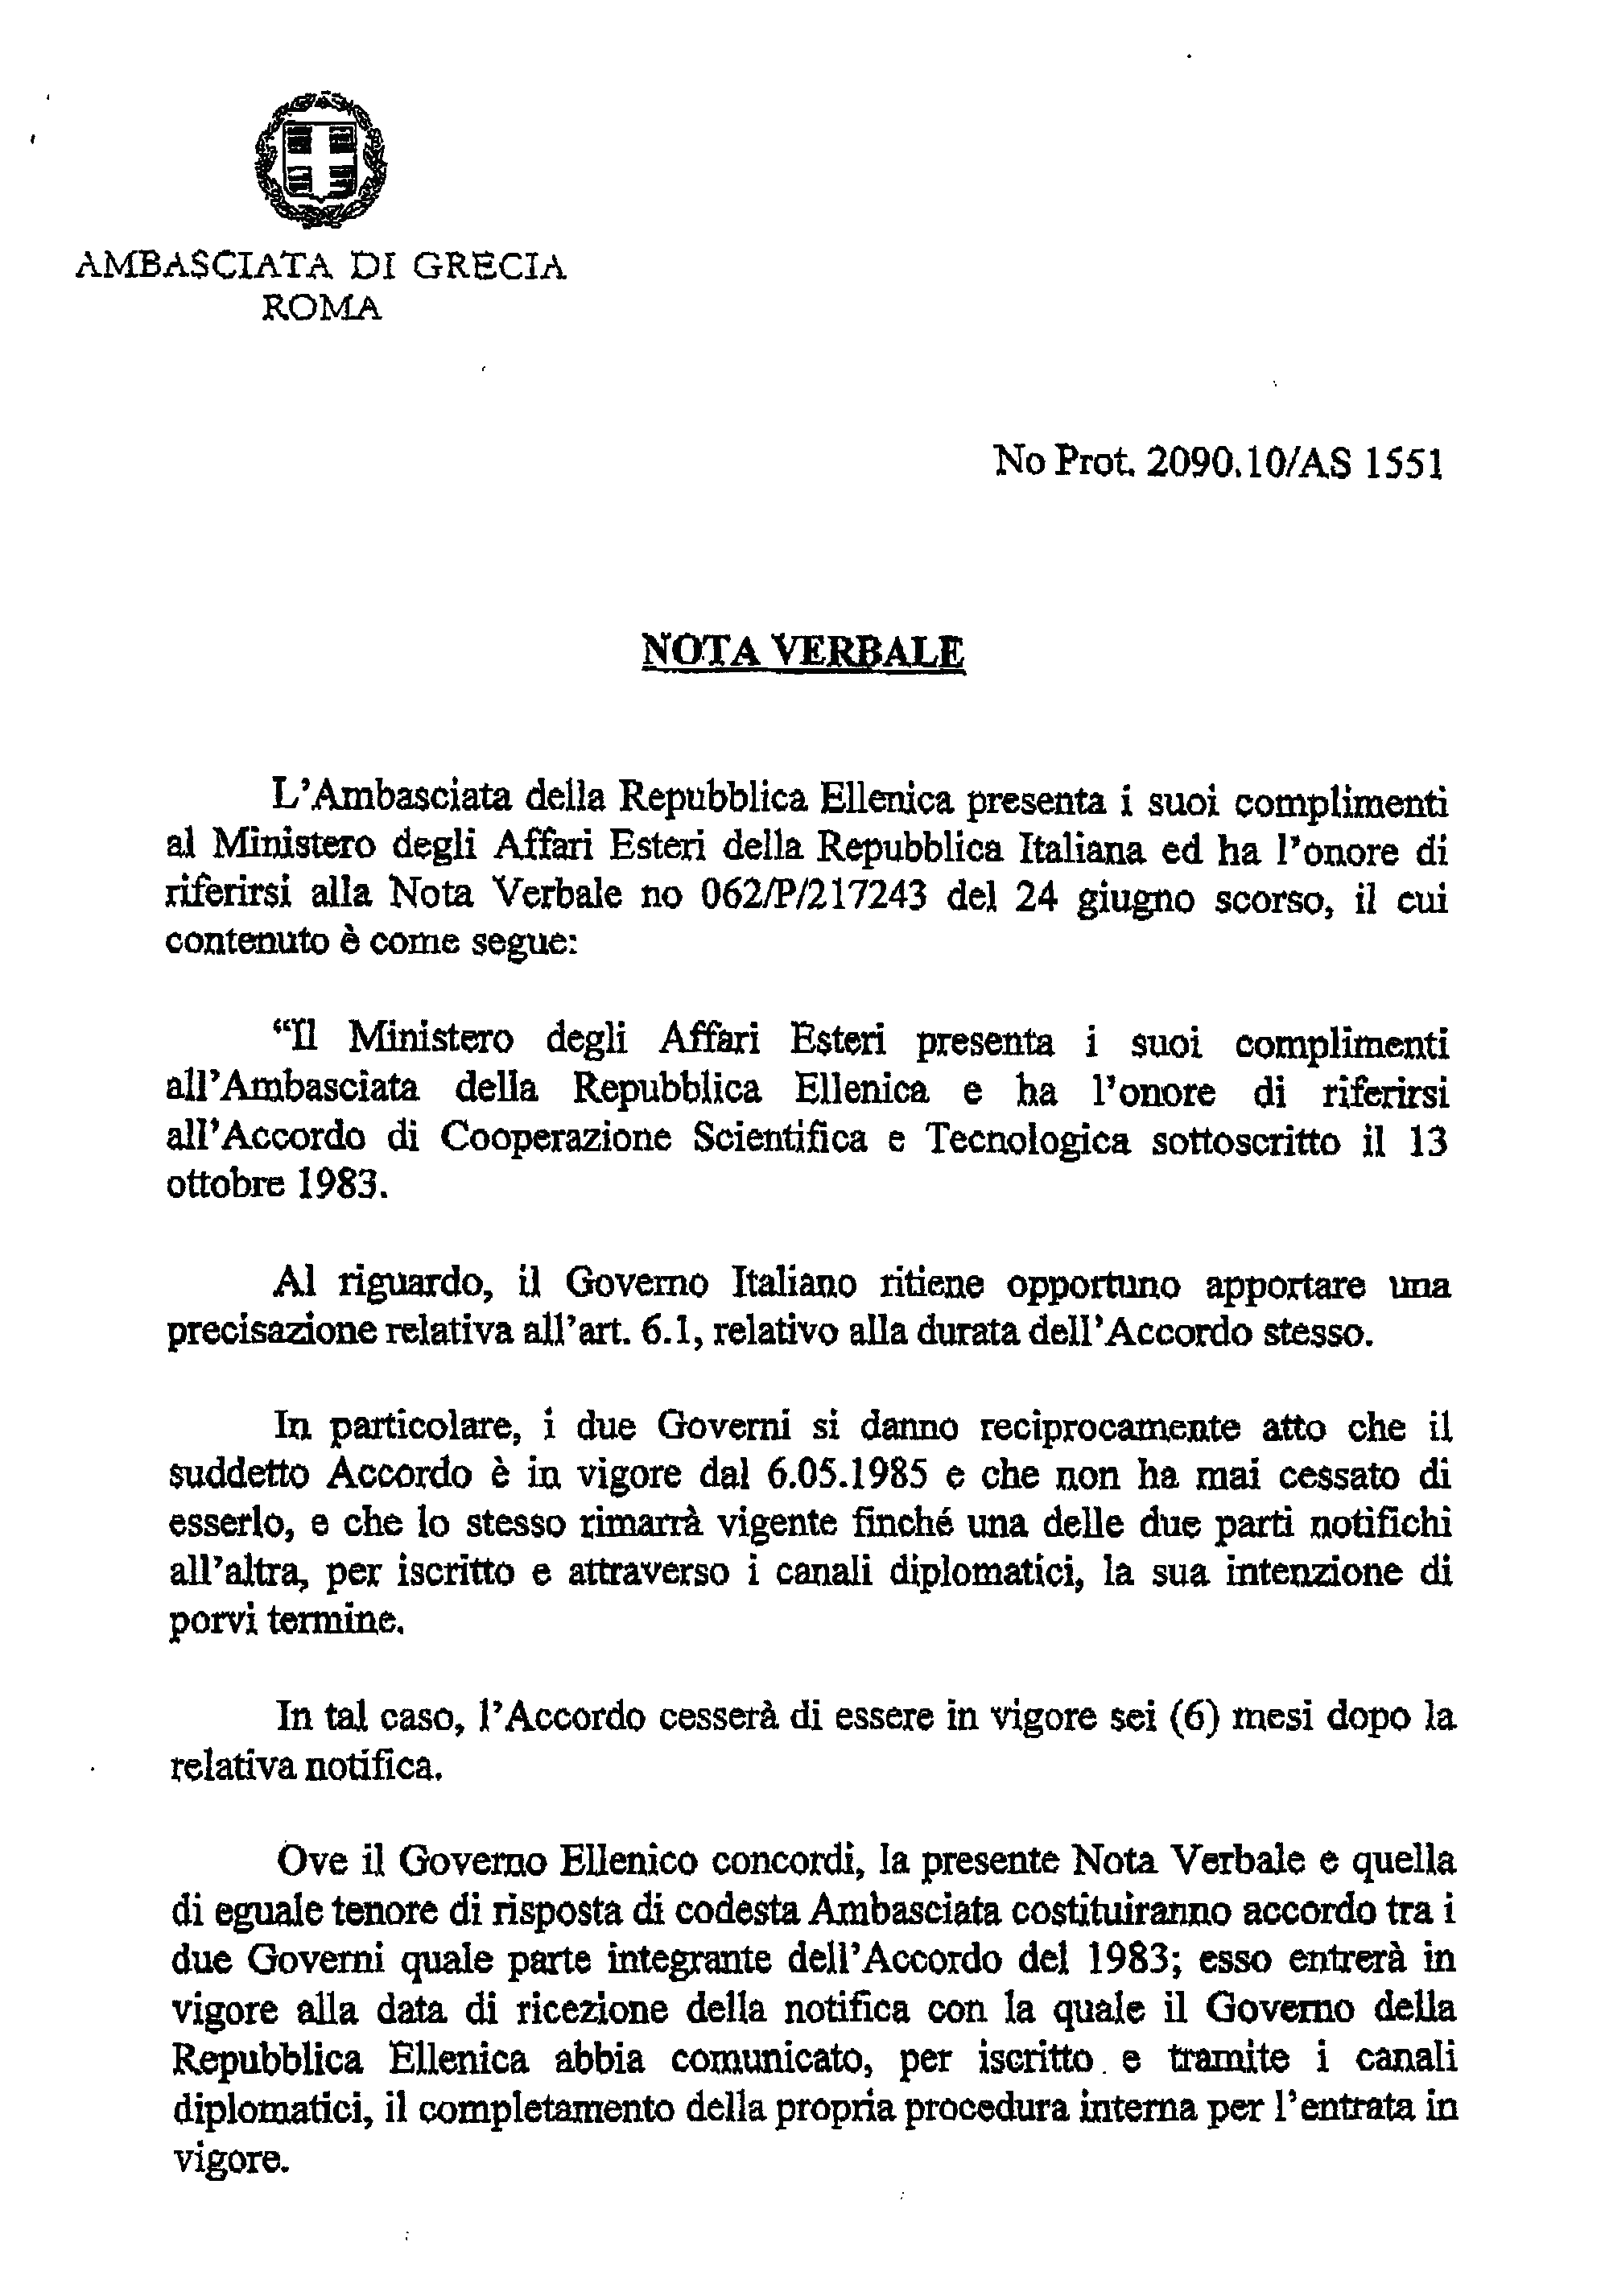 AMBASCIATA DI GRECIA
ROMA
No Prot. 2090.10/AS 1551
NOTA VERBALE
L'Ambasciata della Repubblica Ellenica presenta i suoi complimenti
al Ministero degli Affari Esteri della Repubblica Italiana ed ha l'onore di
riferirsi alla Nota Verbale no 062/P/217243 del 24 giugno scorso, il cui
contenuto è come segue:
“Il Ministero degli Affari Esteri presenta i suoi complimenti
all'Ambasciata della Repubblica Ellenica e ha l'onore di riferirsi
all'Accordo di Cooperazione Scientifica e Tecnologica sottoscritto il 13
ottobre 1983.
Al riguardo, il Governo Italiano ritiene opportuno apportare una
precisazione relativa all'art. 6.1, relativo alla durata dell'Accordo stesso.
In particolare, i due Governi si danno reciprocamente atto che il
suddetto Accordo è in vigore dal 6.05.1985 e che non ha mai cessato di
esserlo, e che lo stesso rimarrà vigente finché una delle due parti notifichi
all'altra, per iscritto e attraverso i canali diplomatici, la sua intenzione di
porvi termine.
In tal caso, l'Accordo cesserà di essere in vigore sei (6) mesi dopo la
relativa notifica.
Ove il Governo Ellenico concordi, la presente Nota Verbale e quella
di eguale tenore di risposta di codesta Ambasciata costituiranno accordo tra i
due Governi quale parte integrante dell'Accordo del 1983; esso entrerà in
vigore alla data di ricezione della notifica con la quale il Governo della
Repubblica Ellenica abbia comunicato, per iscritto e tramite i canali
diplomatici, il completamento della propria procedura interna per l'entrata in
vigore.